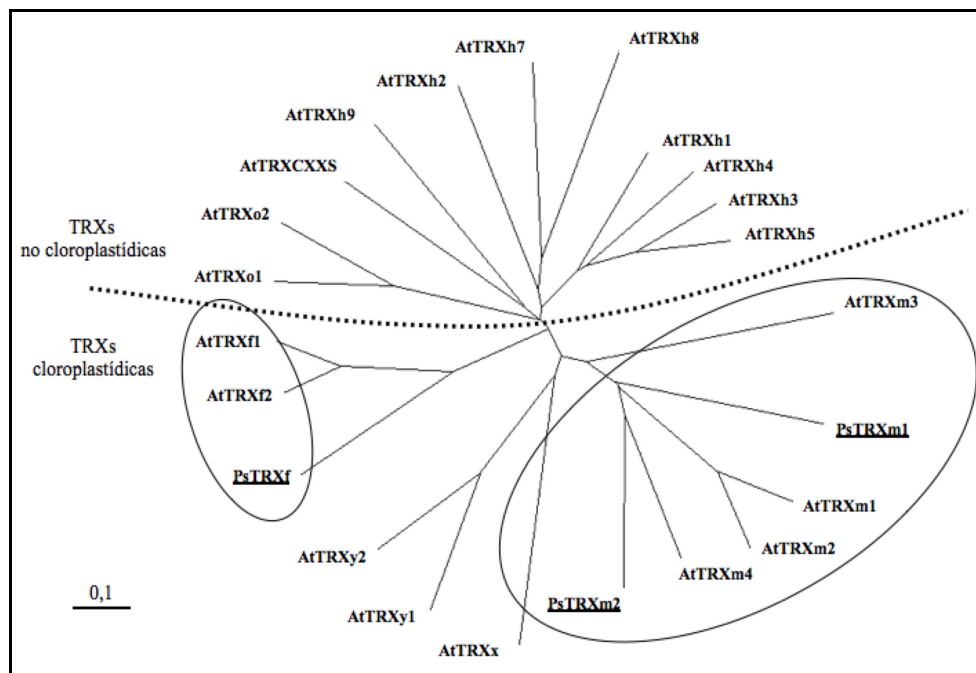 AtTRXh8
AtTRXh7
AtTRXh2
AtTRXh9
AtTRXh1
AtTRXCXXS
AtTRXh4
AtTRXh3
AtTRXo2
TRXs
no cloroplastídicas
AtTRXh5
AtTRXo1
AtTRXm3
TRXs
cloroplastídicas
AtTRXf1
AtTRXf2
PsTRXm1
PsTRXf
AtTRXm1
AtTRXm2
AtTRXy2
AtTRXm4
0,1
PsTRXm2
AtTRXy1
AtTRXx